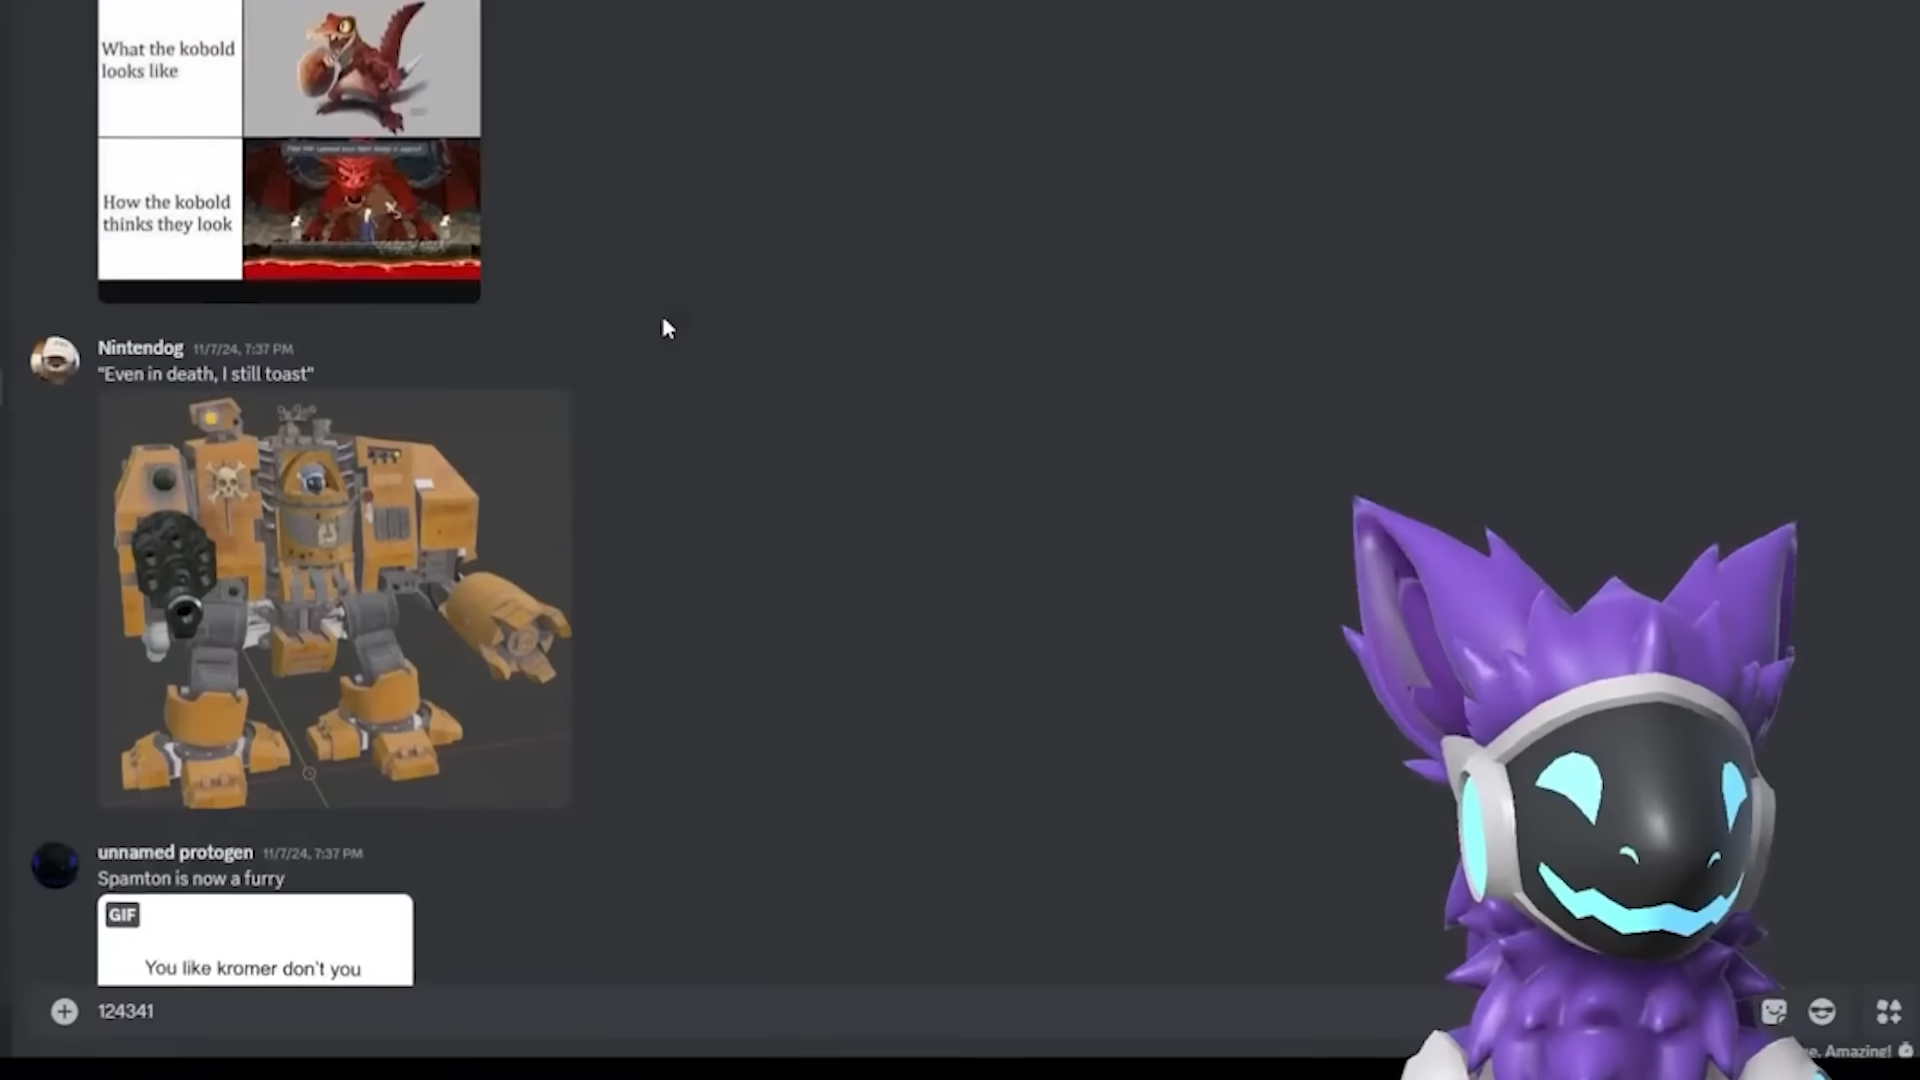 What the kobold
looks like
How the kobold
thinks they look
Nintendog 11/7/24, 7:37 PM
"Even in death, I still toast"
unnamed protogen 11/7/24, 7:37 PM
Spamton is now a furry
GIF
You like kromer don't you
124341
Amazing!